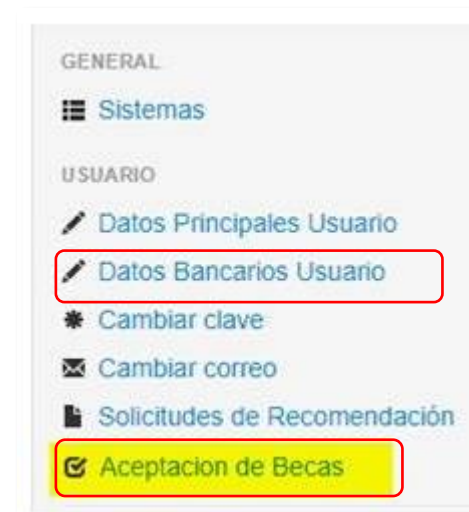 GENERAL
Sistemas
USUARIO
Datos Principales Usuario
Datos Bancarios Usuario
Cambiar clave
Cambiar correo
Solicitudes de Recomendación
Aceptacion de Becas